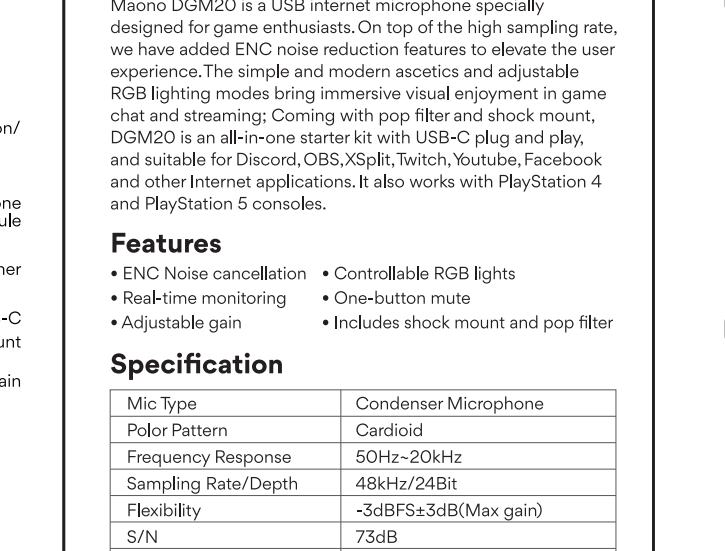 Maono DGM20 is a USB internet microphone specially
designed for game enthusiasts. On top of the high sampling rate,
we have added ENC noise reduction features to elevate the user
experience. The simple and modern ascetics and adjustable
RGB lighting modes bring immersive visual enjoyment in game
chat and streaming; Coming with pop filter and shock mount,
DGM20 is an all-in-one starter kit with USB-C plug and play,
and suitable for Discord, OBS, XSplit, Twitch, Youtube, Facebook
and other Internet applications. It also works with PlayStation 4
and PlayStation 5 consoles.
Features
• ENC Noise cancellation • Controllable RGB lights
• Real-time monitoring • One-button mute
• Adjustable gain • Includes shock mount and pop filter
Specification
Mic Type Condenser Microphone
Polor Pattern Cardioid
Frequency Response 50Hz~20kHz
Sampling Rate/Depth 48kHz/24Bit
Flexibility -3dBFS±3dB(Max gain)
S/N 73dB